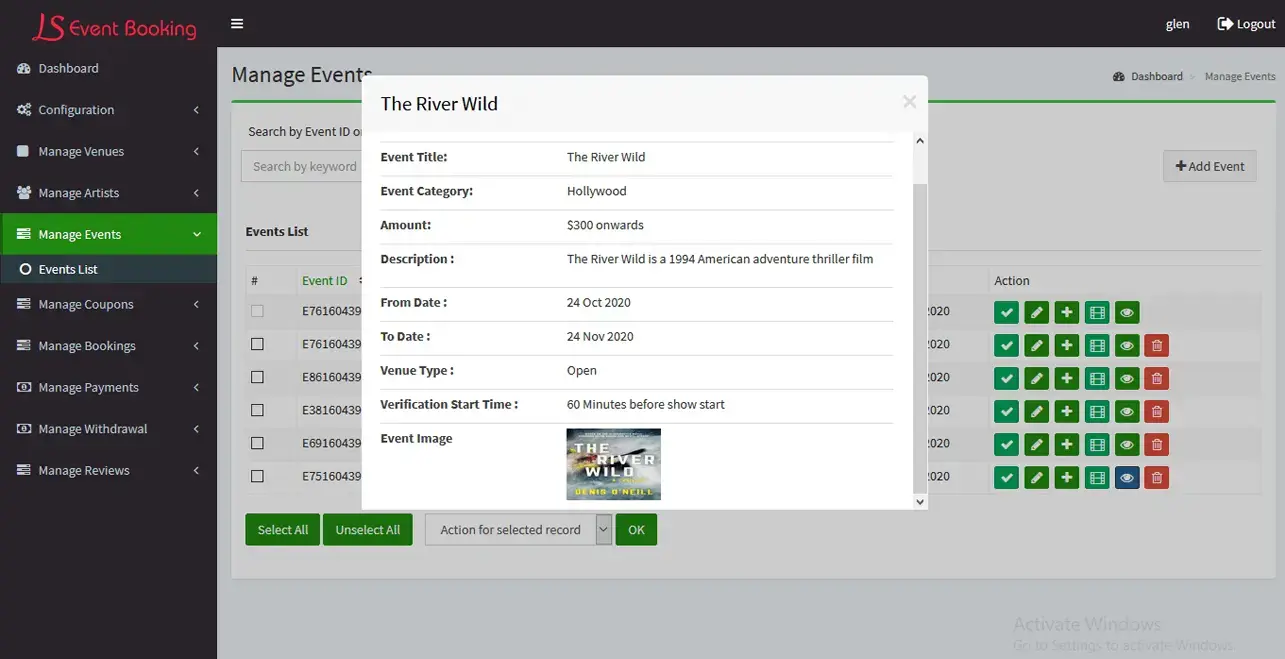 LS Event Booking
glen
Logout
Dashboard
Configuration
Manage Venues
Manage Artists
Manage Events
Events List
Manage Coupons
Manage Bookings
Manage Payments
Manage Withdrawal
Manage Reviews
Manage Events
Dashboard > Manage Events
Search by Event ID o
Search by keyword
Add Event
Events List
# Event ID Action
E76160439 2020
E76160439 2020
E86160439 2020
E38160439 2020
E69160439 2020
E75160439 2020
Select All Unselect All Action for selected record OK
The River Wild ×
Event Title: The River Wild
Event Category: Hollywood
Amount: $300 onwards
Description : The River Wild is a 1994 American adventure thriller film
From Date : 24 Oct 2020
To Date : 24 Nov 2020
Venue Type : Open
Verification Start Time : 60 Minutes before show start
Event Image
THE
RIVER
WILD
DENIS O'NEILL
Activate Windows
Go to Settings to activate Windows.